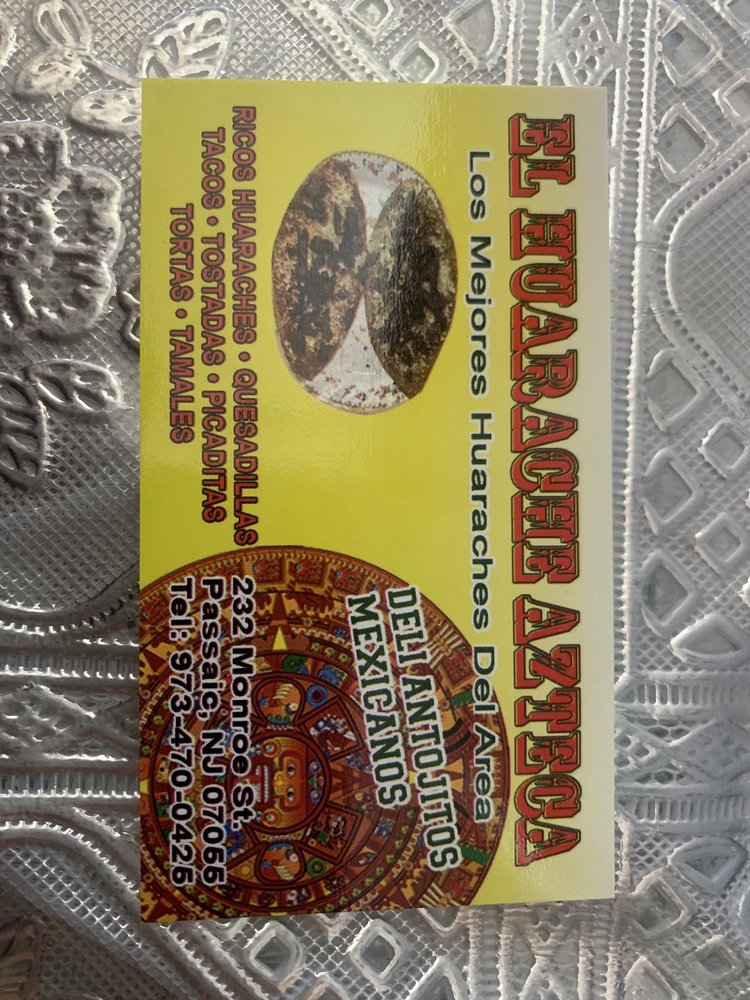 EL HUARACHE AZTECA
Los Mejores Huaraches Del Area
RICOS HUARACHES • QUESADILLAS
TACOS • TOSTADAS • PICADITAS
TORTAS • TAMALES
DELI ANTOJITOS
MEXICANOS
232 Monroe St.
Passaic, NJ 07055
Tel: 973-470-0426